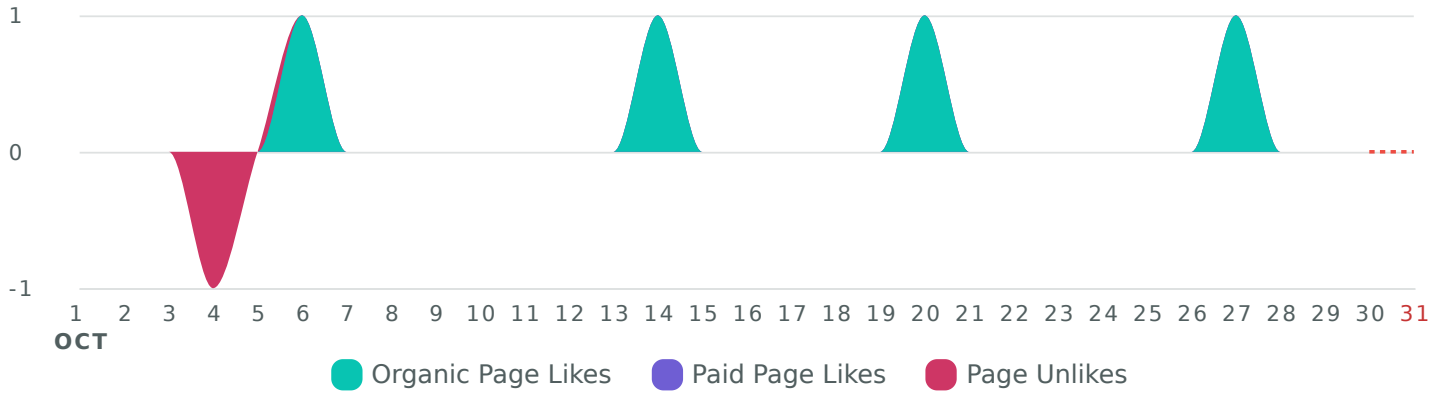 1
0
-1
1 2 3 4 5 6 7 8 9 10 11 12 13 14 15 16 17 18 19 20 21 22 23 24 25 26 27 28 29 30 31
OCT
Organic Page Likes Paid Page Likes Page Unlikes